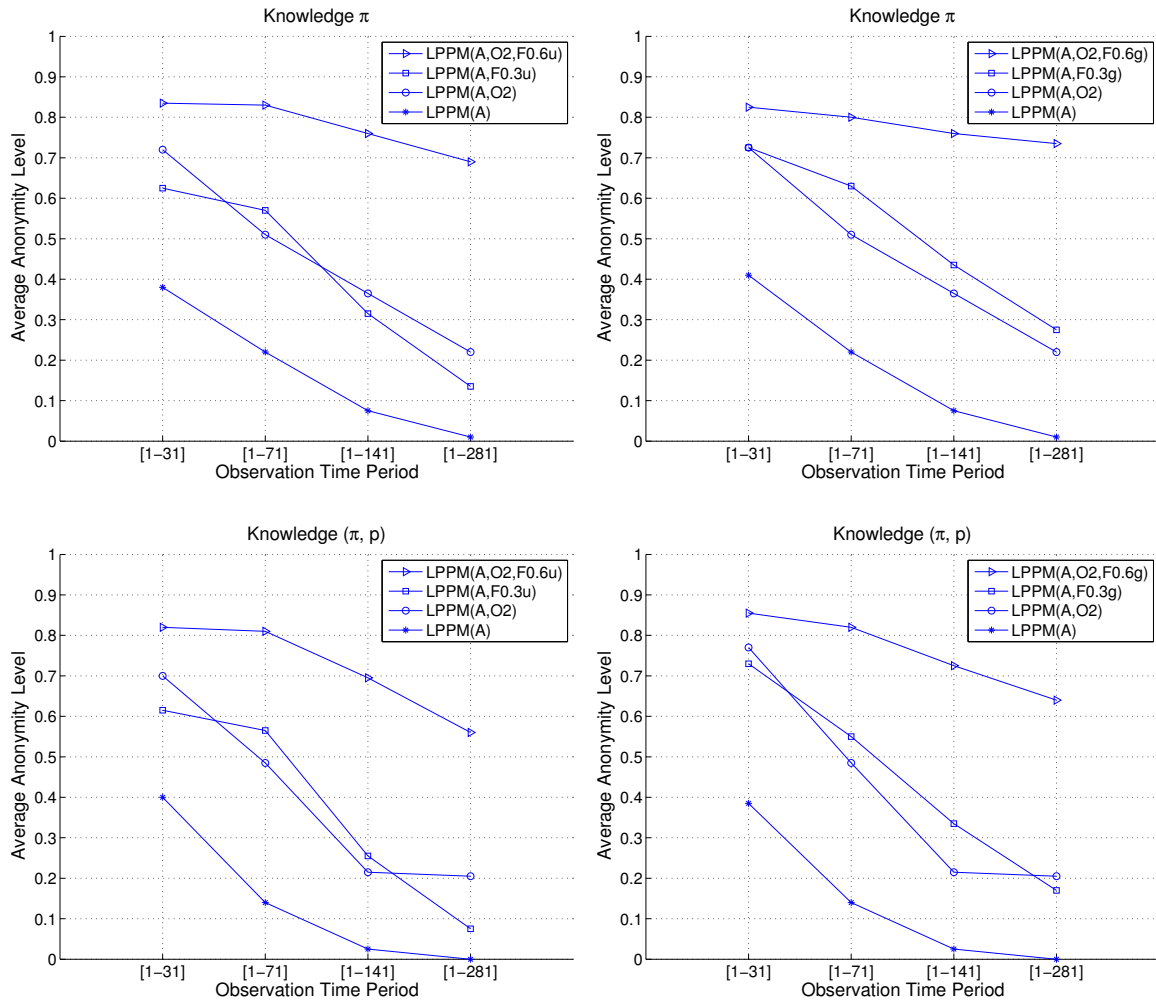 Knowledge π
1
0.9
0.8
0.7
0.6
0.5
0.4
0.3
0.2
0.1
0
Average Anonymity Level
LPPM(A,O2,F0.6u)
LPPM(A,F0.3u)
LPPM(A,O2)
LPPM(A)
[1−31] [1−71] [1−141] [1−281]
Observation Time Period
Knowledge π
1
0.9
0.8
0.7
0.6
0.5
0.4
0.3
0.2
0.1
0
Average Anonymity Level
LPPM(A,O2,F0.6g)
LPPM(A,F0.3g)
LPPM(A,O2)
LPPM(A)
[1−31] [1−71] [1−141] [1−281]
Observation Time Period
Knowledge (π, p)
1
0.9
0.8
0.7
0.6
0.5
0.4
0.3
0.2
0.1
0
Average Anonymity Level
LPPM(A,O2,F0.6u)
LPPM(A,F0.3u)
LPPM(A,O2)
LPPM(A)
[1−31] [1−71] [1−141] [1−281]
Observation Time Period
Knowledge (π, p)
1
0.9
0.8
0.7
0.6
0.5
0.4
0.3
0.2
0.1
0
Average Anonymity Level
LPPM(A,O2,F0.6g)
LPPM(A,F0.3g)
LPPM(A,O2)
LPPM(A)
[1−31] [1−71] [1−141] [1−281]
Observation Time Period